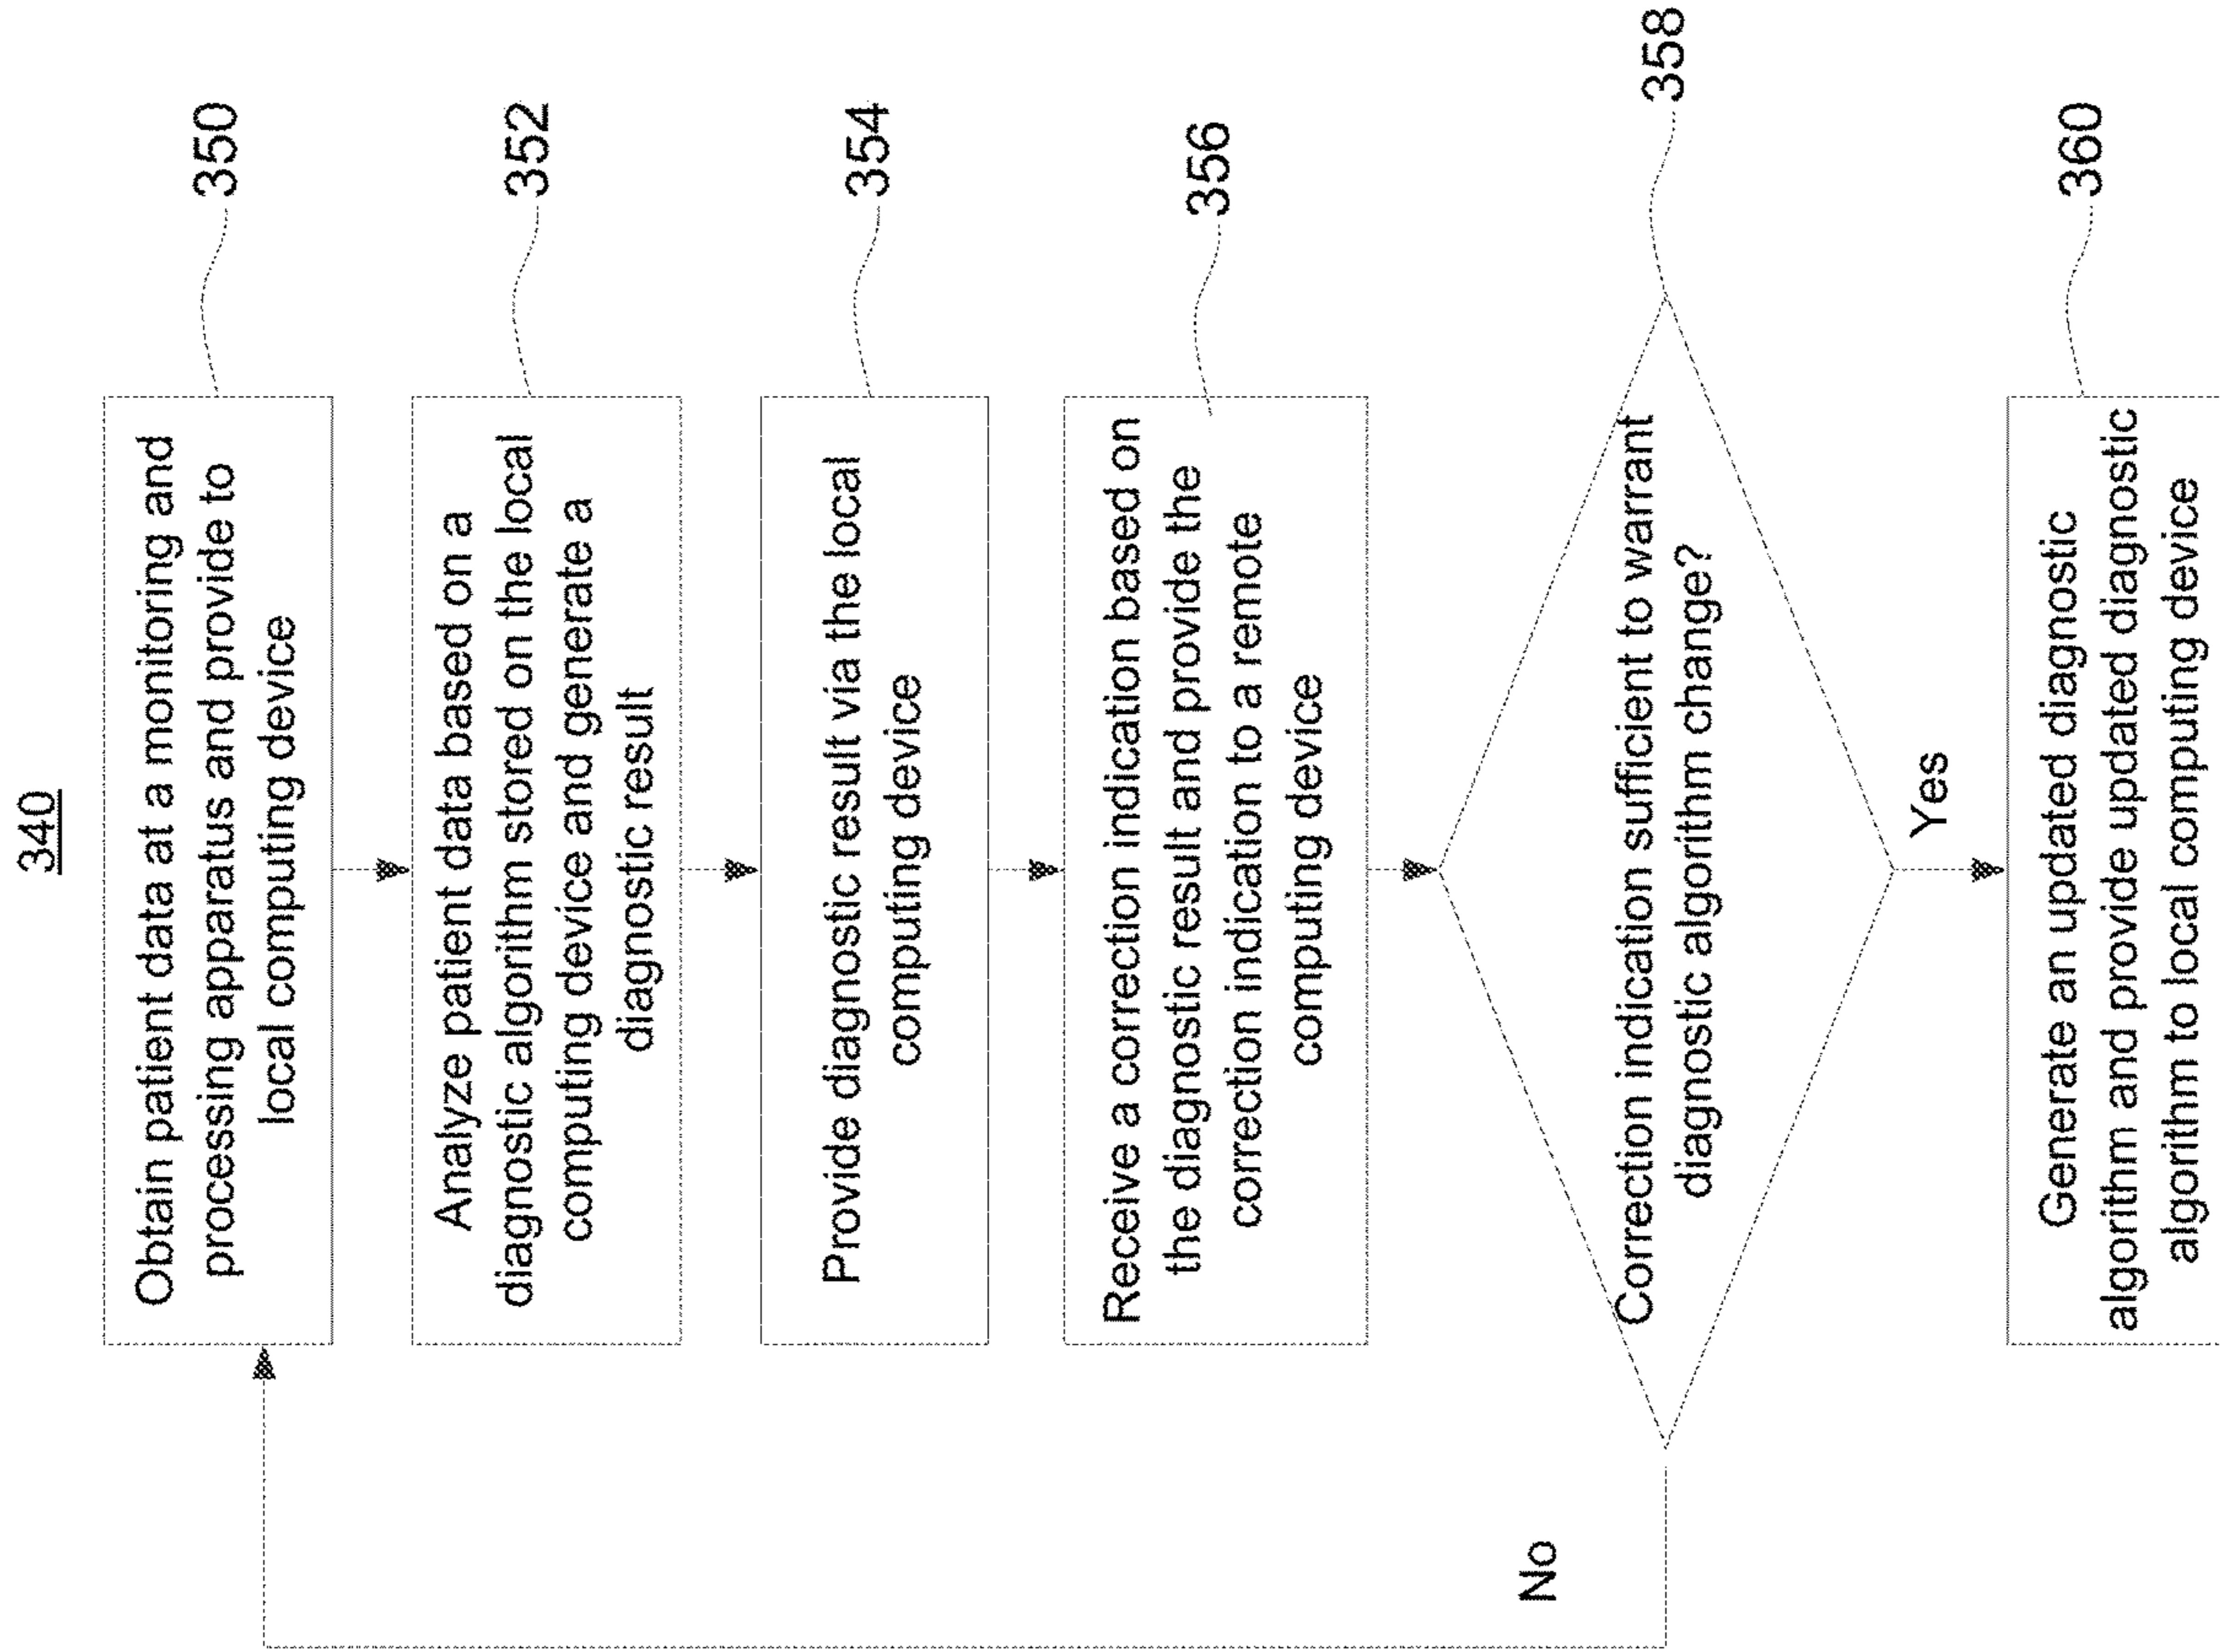 340
Obtain patient data at a monitoring and
processing apparatus and provide to
local computing device
350
Analyze patient data based on a
diagnostic algorithm stored on the local
computing device and generate a
diagnostic result
352
Provide diagnostic result via the local
computing device
354
Receive a correction indication based on
the diagnostic result and provide the
correction indication to a remote
computing device
356
Correction indication sufficient to warrant
diagnostic algorithm change?
358
No
Yes
Generate an updated diagnostic
algorithm and provide updated diagnostic
algorithm to local computing device
360